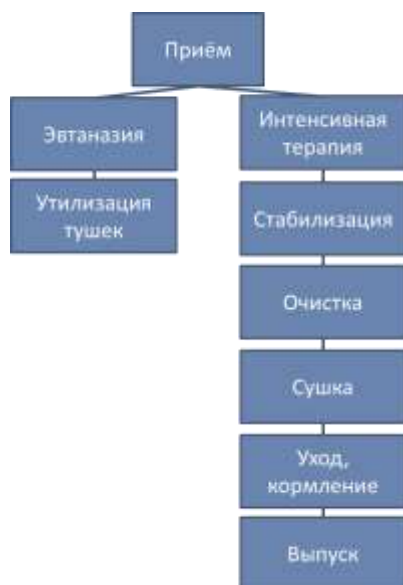 Приём
Эвтаназия
Утилизация
тушек
Интенсивная
терапия
Стабилизация
Очистка
Сушка
Уход,
кормление
Выпуск